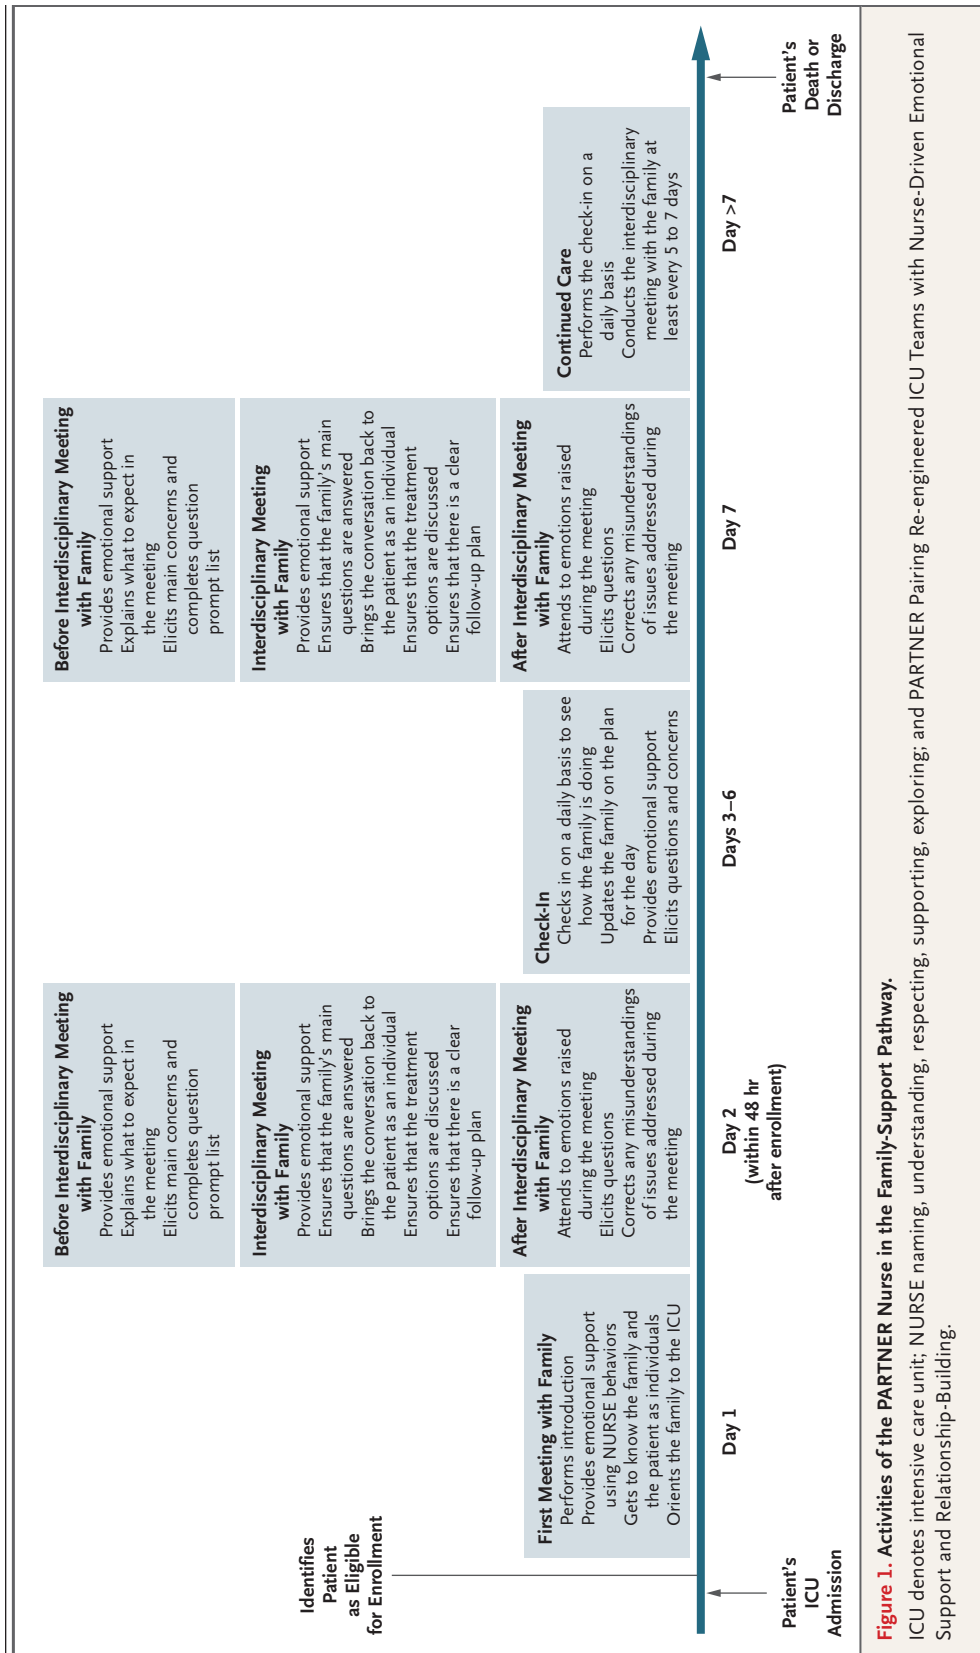 Identifies
Patient
as Eligible
for Enrollment
First Meeting with Family
Performs introduction
Provides emotional support
using NURSE behaviors
Gets to know the family and
the patient as individuals
Orients the family to the ICU
Before Interdisciplinary Meeting
with Family
Provides emotional support
Explains what to expect in
the meeting
Elicits main concerns and
completes question
prompt list
Interdisciplinary Meeting
with Family
Provides emotional support
Ensures that the family's main
questions are answered
Brings the conversation back to
the patient as an individual
Ensures that the treatment
options are discussed
Ensures that there is a clear
follow-up plan
After Interdisciplinary Meeting
with Family
Attends to emotions raised
during the meeting
Elicits questions
Corrects any misunderstandings
of issues addressed during
the meeting
Check-In
Checks in on a daily basis to see
how the family is doing
Updates the family on the plan
for the day
Provides emotional support
Elicits questions and concerns
Before Interdisciplinary Meeting
with Family
Provides emotional support
Explains what to expect in
the meeting
Elicits main concerns and
completes question
prompt list
Interdisciplinary Meeting
with Family
Provides emotional support
Ensures that the family's main
questions are answered
Brings the conversation back to
the patient as an individual
Ensures that the treatment
options are discussed
Ensures that there is a clear
follow-up plan
After Interdisciplinary Meeting
with Family
Attends to emotions raised
during the meeting
Elicits questions
Corrects any misunderstandings
of issues addressed during
the meeting
Continued Care
Performs the check-in on a
daily basis
Conducts the interdisciplinary
meeting with the family at
least every 5 to 7 days
Patient's
ICU
Admission
Day 1
Day 2
(within 48 hr
after enrollment)
Days 3–6
Day 7
Day >7
Patient's
Death or
Discharge
Figure 1. Activities of the PARTNER Nurse in the Family-Support Pathway.
ICU denotes intensive care unit; NURSE naming, understanding, respecting, supporting, exploring; and PARTNER Pairing Re-engineered ICU Teams with Nurse-Driven Emotional
Support and Relationship-Building.